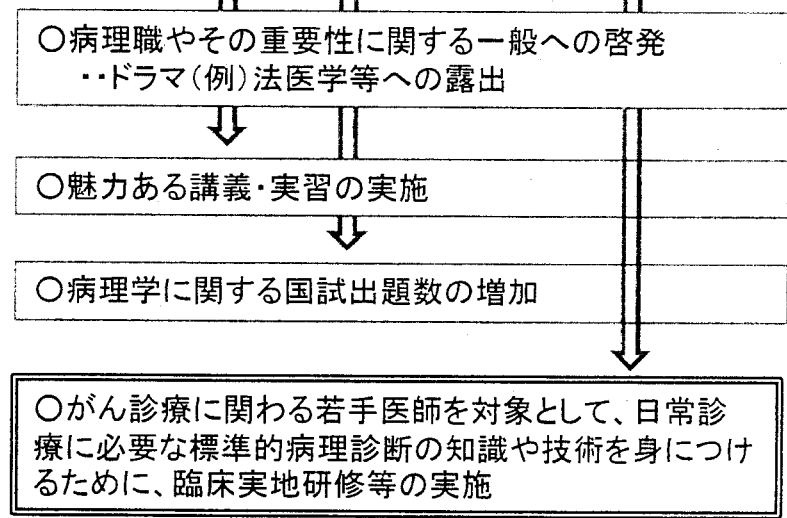 ○病理職やその重要性に関する一般への啓発
・・ドラマ(例)法医学等への露出
○魅力ある講義・実習の実施
○病理学に関する国試出題数の増加
○がん診療に関わる若手医師を対象として、日常診
療に必要な標準的病理診断の知識や技術を身につけ
るために、臨床実地研修等の実施